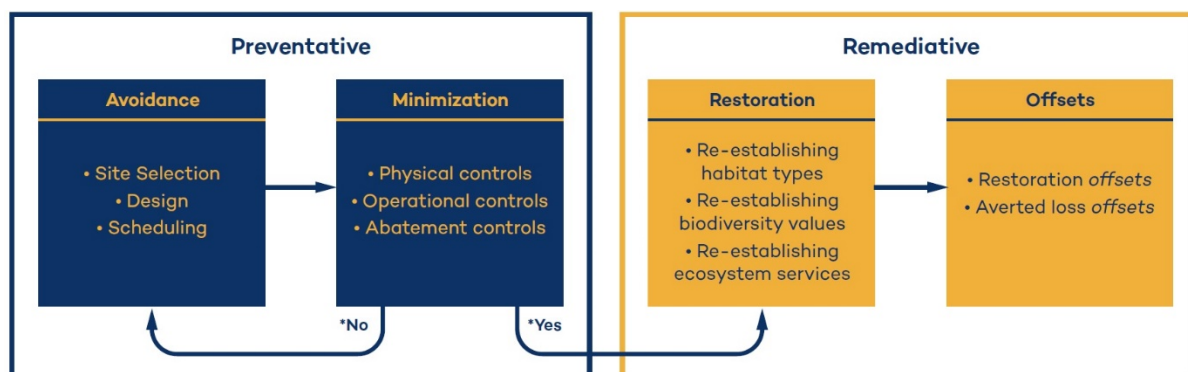 Preventative
Avoidance
• Site Selection
• Design
• Scheduling
Minimization
• Physical controls
• Operational controls
• Abatement controls
*No
*Yes
Remediative
Restoration
• Re-establishing
habitat types
• Re-establishing
biodiversity values
• Re-establishing
ecosystem services
Offsets
• Restoration offsets
• Averted loss offsets